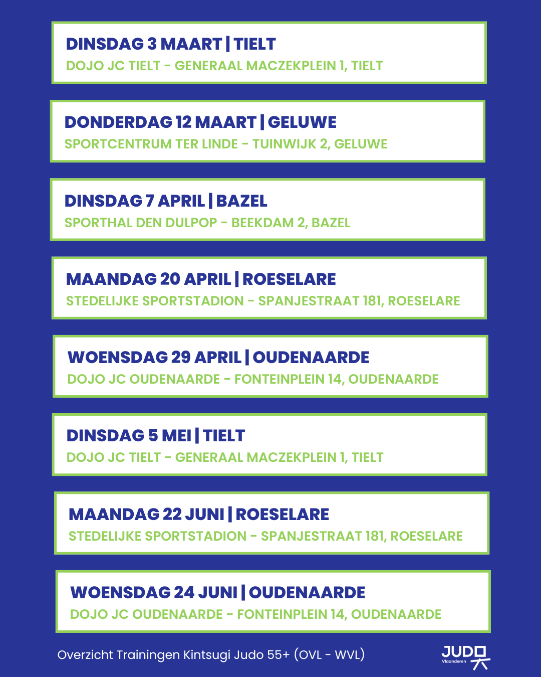 DINSDAG 3 MAART | TIELT
DOJO JC TIELT - GENERAAL MACZEKPLEIN 1, TIELT
DONDERDAG 12 MAART | GELUWE
SPORTCENTRUM TER LINDE - TUINWIJK 2, GELUWE
DINSDAG 7 APRIL | BAZEL
SPORTHAL DEN DULPOP - BEEKDAM 2, BAZEL
MAANDAG 20 APRIL | ROESELARE
STEDELIJKE SPORTSTADION - SPANJESTRAAT 181, ROESELARE
WOENSDAG 29 APRIL | OUDENAARDE
DOJO JC OUDENAARDE - FONTEINPLEIN 14, OUDENAARDE
DINSDAG 5 MEI | TIELT
DOJO JC TIELT - GENERAAL MACZEKPLEIN 1, TIELT
MAANDAG 22 JUNI | ROESELARE
STEDELIJKE SPORTSTADION - SPANJESTRAAT 181, ROESELARE
WOENSDAG 24 JUNI | OUDENAARDE
DOJO JC OUDENAARDE - FONTEINPLEIN 14, OUDENAARDE
Overzicht Trainingen Kintsugi Judo 55+ (OVL - WVL)
JUDO
Vlaanderen